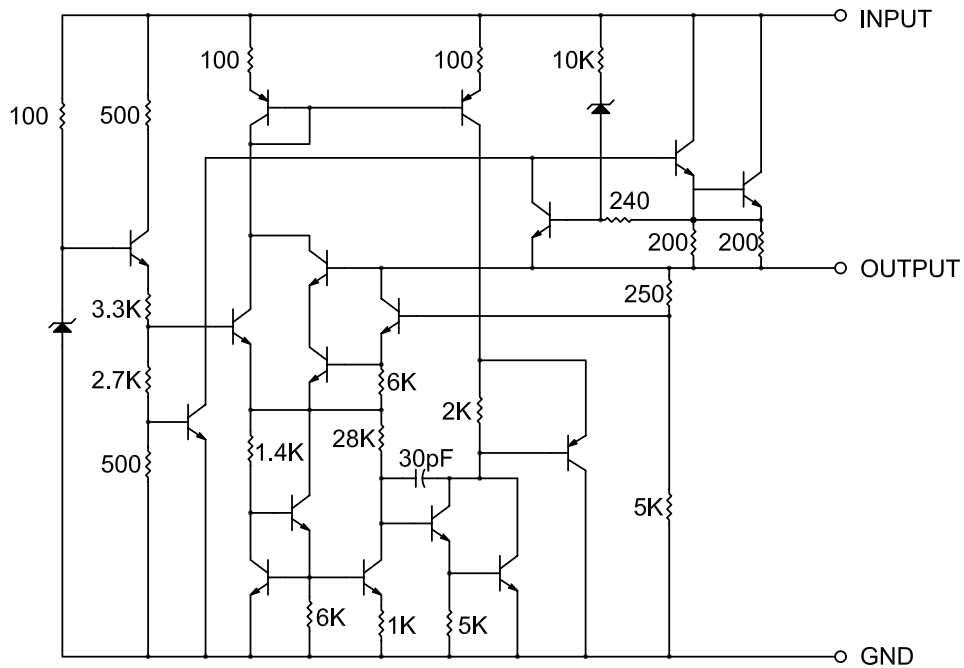 INPUT
100
100
10K
100
500
240
200
200
OUTPUT
250
3.3K
2.7K
6K
2K
28K
1.4K
30pF
500
5K
6K
1K
5K
GND